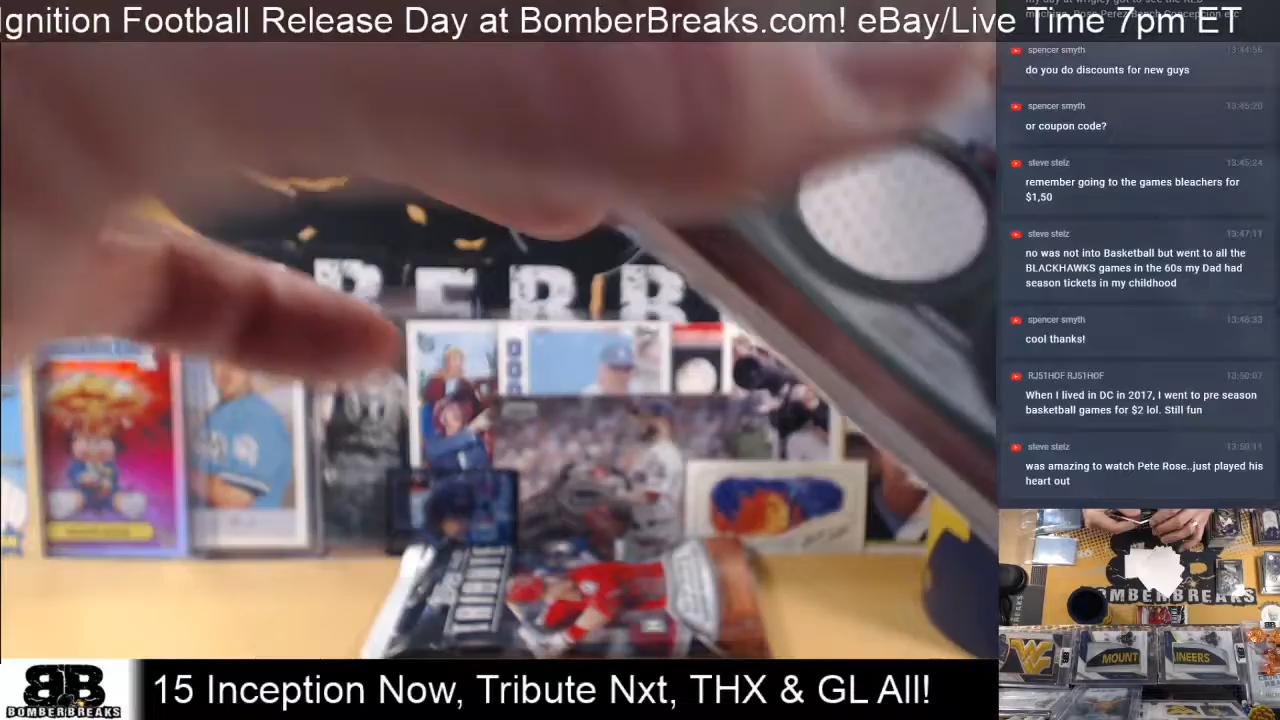 Ignition Football Release Day at BomberBreaks.com! eBay/Live Time 7pm ET
spencer smyth 13:44:56
do you do discounts for new guys
spencer smyth 13:45:20
or coupon code?
steve stelz 13:45:24
remember going to the games bleachers for
$1,50
steve stelz 13:47:11
no was not into Basketball but went to all the
BLACKHAWKS games in the 60s my Dad had
season tickets in my childhood
spencer smyth 13:48:33
cool thanks!
RJ51HOF RJ51HOF 13:50:07
When I lived in DC in 2017, I went to pre season
basketball games for $2 lol. Still fun
steve stelz 13:50:11
was amazing to watch Pete Rose..just played his
heart out
BERBR
TRIBUTE
OMBERBREAKS
MOUNT
INEERS
BB
BOMBERBREAKS
15 Inception Now, Tribute Nxt, THX & GL All!